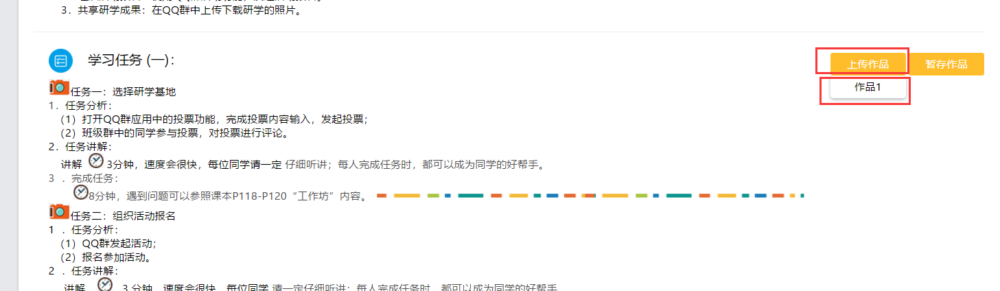 3．共享研学成果：在QQ群中上传下载研学的照片。
学习任务 (一)：
上传作品
暂存作品
作品1
任务一：选择研学基地
1．任务分析：
（1）打开QQ群应用中的投票功能，完成投票内容输入，发起投票；
（2）班级群中的同学参与投票，对投票进行评论。
2．任务讲解：
讲解 3分钟，速度会很快，每位同学请一定 仔细听讲；每人完成任务时，都可以成为同学的好帮手。
3 ．完成任务：
8分钟，遇到问题可以参照课本P118-P120“工作坊”内容。
任务二：组织活动报名
1 ．任务分析：
（1）QQ群发起活动；
（2）报名参加活动。
2 ．任务讲解：
讲解 3 分钟，速度会很快，每位同学 请一定仔细听讲；每人完成任务时，都可以成为同学的好帮手